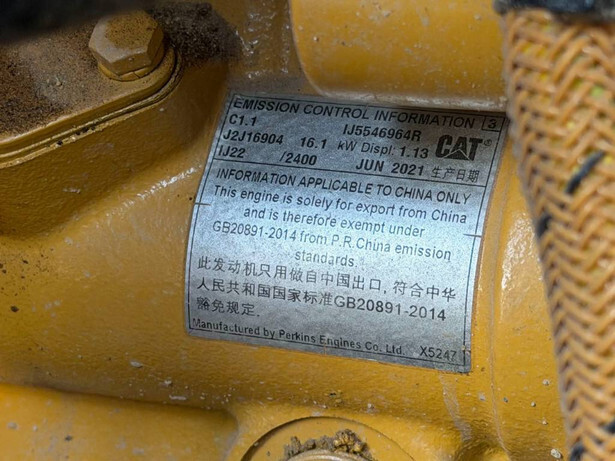 EMISSION CONTROL INFORMATION 3
C1.1 IJ5546964R
J2J16904 16.1 kW Displ: 1.13 CAT®
IJ22 /2400 JUN 2021 生产日期
INFORMATION APPLICABLE TO CHINA ONLY
This engine is solely for export from China
and is therefore exempt under
GB20891-2014 from P.R.China emission
standards.
此发动机只用做自中国出口, 符合中华
人民共和国国家标准GB20891-2014
豁免规定.
Manufactured by Perkins Engines Co. Ltd. X5247